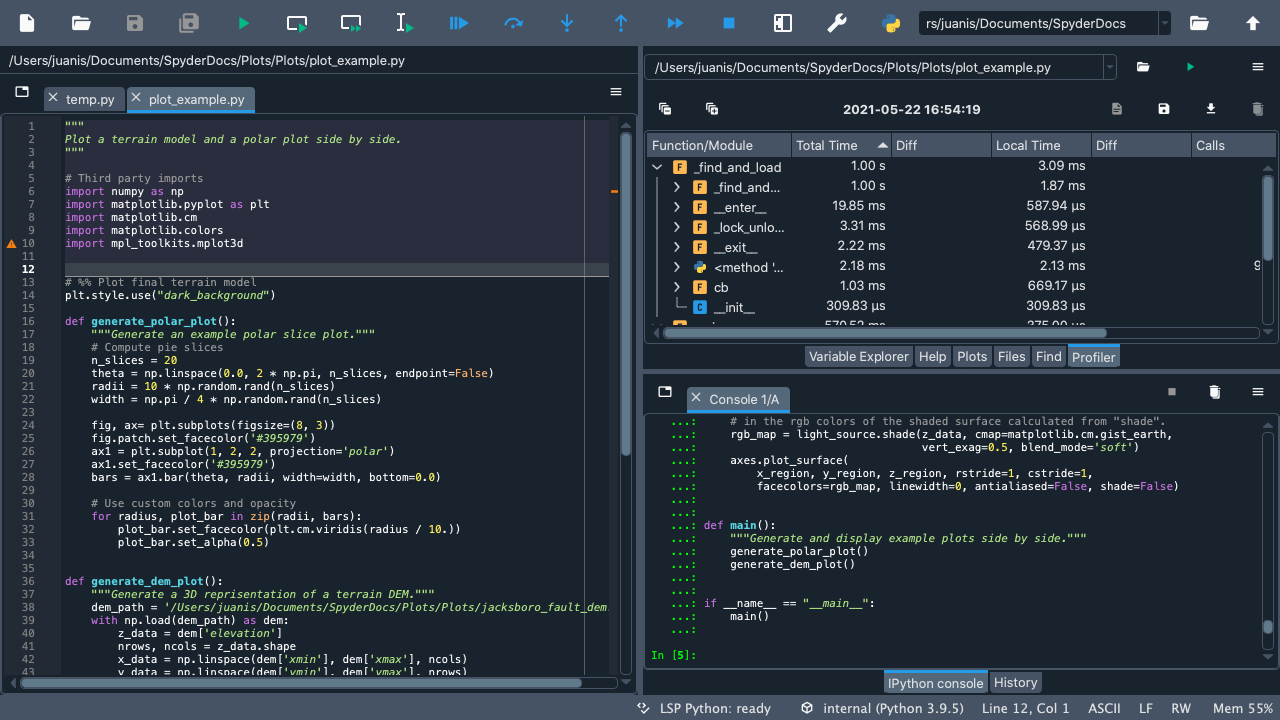 rs/juanis/Documents/SpyderDocs
/Users/juanis/Documents/SpyderDocs/Plots/Plots/plot_example.py
temp.py
plot_example.py
1 """
2 Plot a terrain model and a polar plot side by side.
3 """
4
5 # Third party imports
6 import numpy as np
7 import matplotlib.pyplot as plt
8 import matplotlib.cm
9 import matplotlib.colors
10 import mpl_toolkits.mplot3d
11
12
13 # %% Plot final terrain model
14 plt.style.use("dark_background")
15
16 def generate_polar_plot():
17 """Generate an example polar slice plot."""
18 # Compute pie slices
19 n_slices = 20
20 theta = np.linspace(0.0, 2 * np.pi, n_slices, endpoint=False)
21 radii = 10 * np.random.rand(n_slices)
22 width = np.pi / 4 * np.random.rand(n_slices)
23
24 fig, ax= plt.subplots(figsize=(8, 3))
25 fig.patch.set_facecolor('#395979')
26 ax1 = plt.subplot(1, 2, 2, projection='polar')
27 ax1.set_facecolor('#395979')
28 bars = ax1.bar(theta, radii, width=width, bottom=0.0)
29
30 # Use custom colors and opacity
31 for radius, plot_bar in zip(radii, bars):
32 plot_bar.set_facecolor(plt.cm.viridis(radius / 10.))
33 plot_bar.set_alpha(0.5)
34
35
36 def generate_dem_plot():
37 """Generate a 3D reprisentation of a terrain DEM."""
38 dem_path = '/Users/juanis/Documents/SpyderDocs/Plots/Plots/jacksboro_fault_dem.
39 with np.load(dem_path) as dem:
40 z_data = dem['elevation']
41 nrows, ncols = z_data.shape
42 x_data = np.linspace(dem['xmin'], dem['xmax'], ncols)
43 y_data = np.linspace(dem['ymin'], dem['ymax'], nrows)
/Users/juanis/Documents/SpyderDocs/Plots/Plots/plot_example.py
2021-05-22 16:54:19
Function/Module Total Time Diff Local Time Diff Calls
F _find_and_load 1.00 s 3.09 ms
F _find_and... 1.00 s 1.87 ms
F __enter__ 19.85 ms 587.94 µs
F _lock_unlo... 3.31 ms 568.99 µs
F __exit__ 2.22 ms 479.37 µs
<method '... 2.18 ms 2.13 ms 9
F cb 1.03 ms 669.17 µs
C __init__ 309.83 µs 309.83 µs
Variable Explorer Help Plots Files Find Profiler
Console 1/A
...: # in the rgb colors of the shaded surface calculated from "shade".
...: rgb_map = light_source.shade(z_data, cmap=matplotlib.cm.gist_earth,
...: vert_exag=0.5, blend_mode='soft')
...: axes.plot_surface(
...: x_region, y_region, z_region, rstride=1, cstride=1,
...: facecolors=rgb_map, linewidth=0, antialiased=False, shade=False)
...:
...:
...: def main():
...: """Generate and display example plots side by side."""
...: generate_polar_plot()
...: generate_dem_plot()
...:
...:
...: if __name__ == "__main__":
...: main()
...:
In [5]:
IPython console History
LSP Python: ready internal (Python 3.9.5) Line 12, Col 1 ASCII LF RW Mem 55%